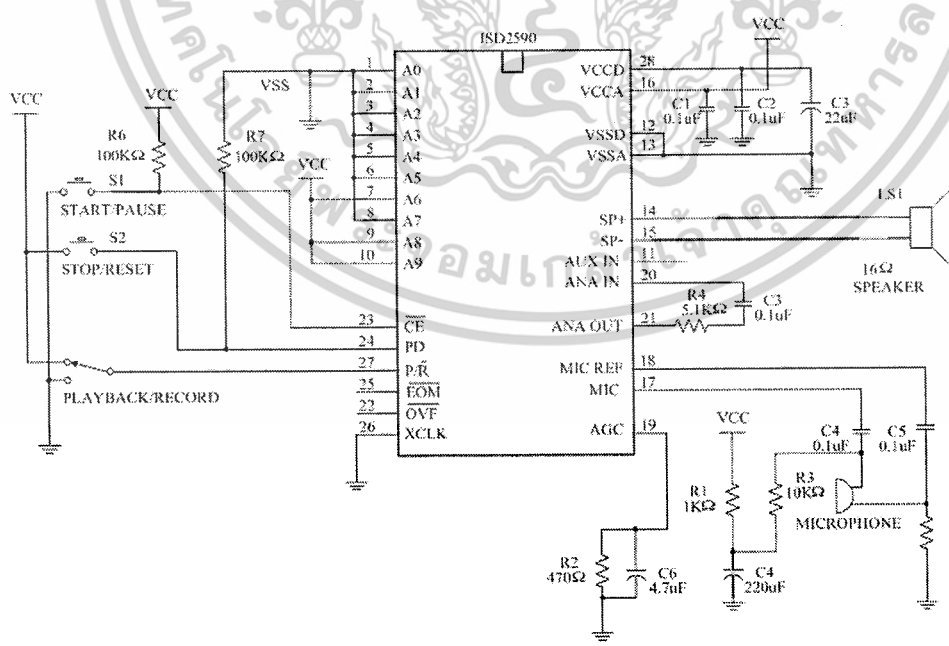 ISD2590
VCC
VCC
VCC
R6
100KΩ
S1
START/PAUSE
S2
STOP/RESET
R7
100KΩ
VSS
VCC
PLAYBACK/RECORD
1 A0
2 A1
3 A2
4 A3
5 A4
6 A5
7 A6
8 A7
9 A8
10 A9
23 CE
24 PD
27 P/R
25 EOM
22 OVF
26 XCLK
VCCD 28
VCCA 16
VSSD 12
VSSA 13
SP+ 14
SP- 15
AUX IN 11
ANA IN 20
ANA OUT 21
MIC REF 18
MIC 17
AGC 19
C1
0.1uF
C2
0.1uF
C3
22uF
LS1
16Ω
SPEAKER
R4
5.1KΩ
C3
0.1uF
VCC
C4
0.1uF
C5
0.1uF
R1
1KΩ
R3
10KΩ
MICROPHONE
R2
470Ω
C6
4.7uF
C4
220uF